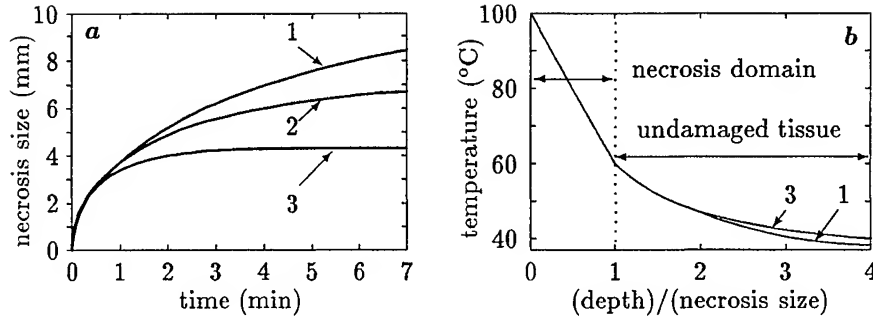 a
necrosis size (mm)
10
8
6
4
2
0
1
2
3
0 1 2 3 4 5 6 7
time (min)
b
temperature (°C)
100
80
60
40
necrosis domain
undamaged tissue
3 1
0 1 2 3 4
(depth)/(necrosis size)